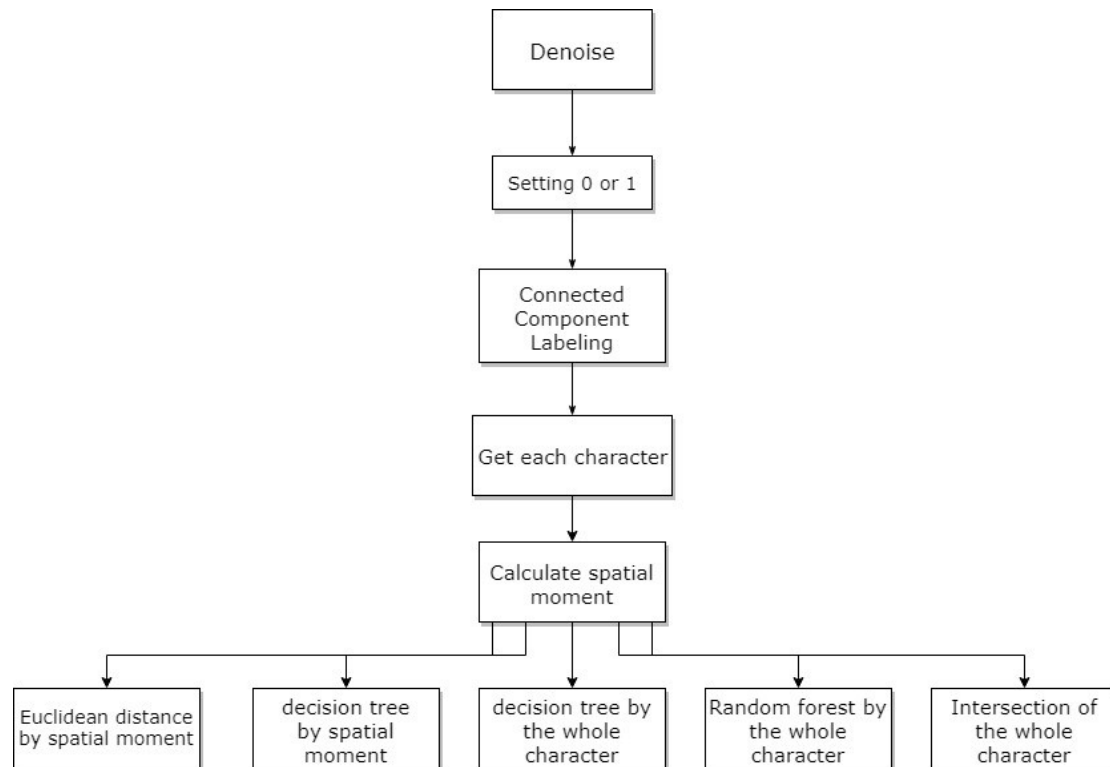 Denoise
Setting 0 or 1
Connected
Component
Labeling
Get each character
Calculate spatial
moment
Euclidean distance
by spatial moment
decision tree
by spatial
moment
decision tree by
the whole
character
Random forest by
the whole
character
Intersection of
the whole
character